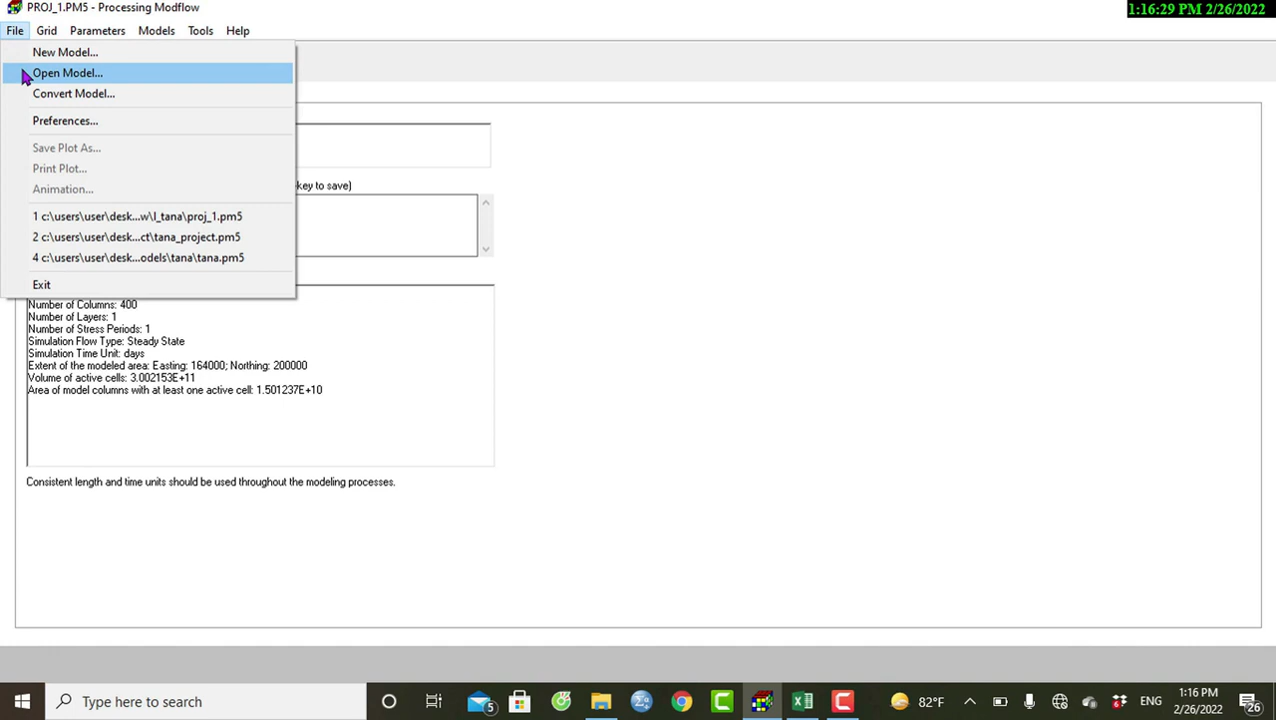 PROJ_1.PM5 - Processing Modflow
1:16:29 PM 2/26/2022
File Grid Parameters Models Tools Help
New Model...
Open Model...
Convert Model...
Preferences...
Save Plot As...
Print Plot...
Animation...
key to save)
1 c:\users\user\desk...w\l_tana\proj_1.pm5
2 c:\users\user\desk...ct\tana_project.pm5
4 c:\users\user\desk...odels\tana\tana.pm5
Exit
Number of Columns: 400
Number of Layers: 1
Number of Stress Periods: 1
Simulation Flow Type: Steady State
Simulation Time Unit: days
Extent of the modeled area: Easting: 164000; Northing: 200000
Volume of active cells: 3.002153E+11
Area of model columns with at least one active cell: 1.501237E+10
Consistent length and time units should be used throughout the modeling processes.
Type here to search
5
82°F
ENG
1:16 PM
2/26/2022
26